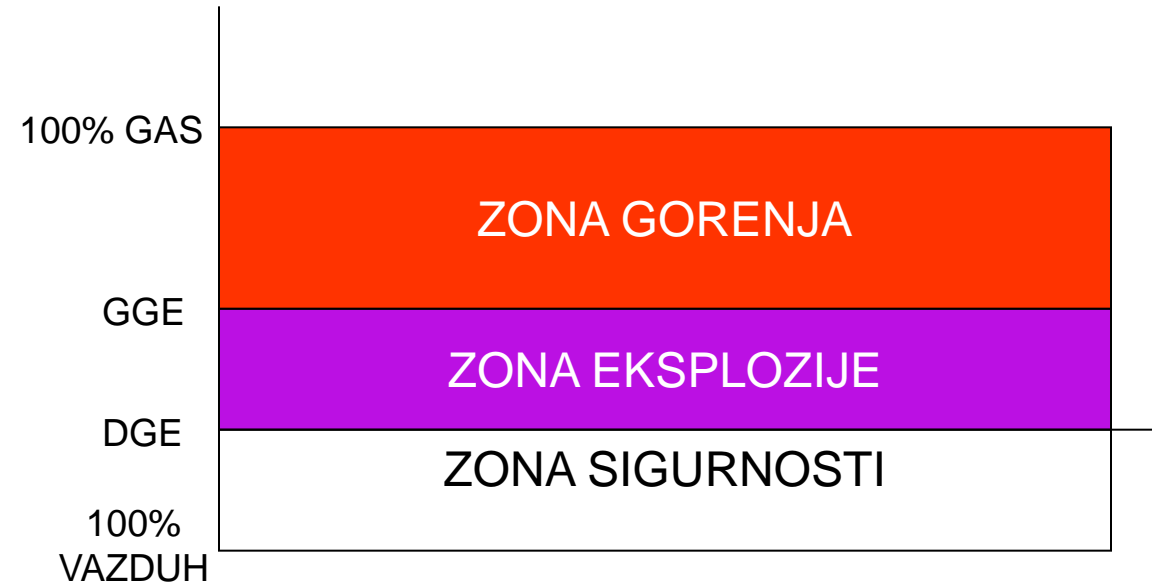 100% GAS
ZONA GORENJA
GGE
ZONA EKSPLOZIJE
DGE
ZONA SIGURNOSTI
100%
VAZDUH